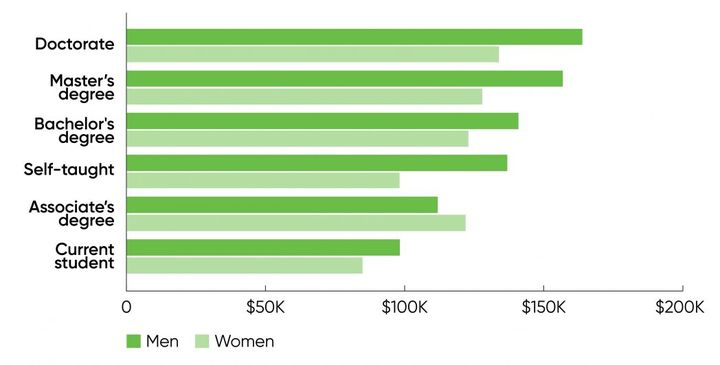 Doctorate
Master's
degree
Bachelor's
degree
Self-taught
Associate's
degree
Current
student
0 $50K $100K $150K $200K
Men Women